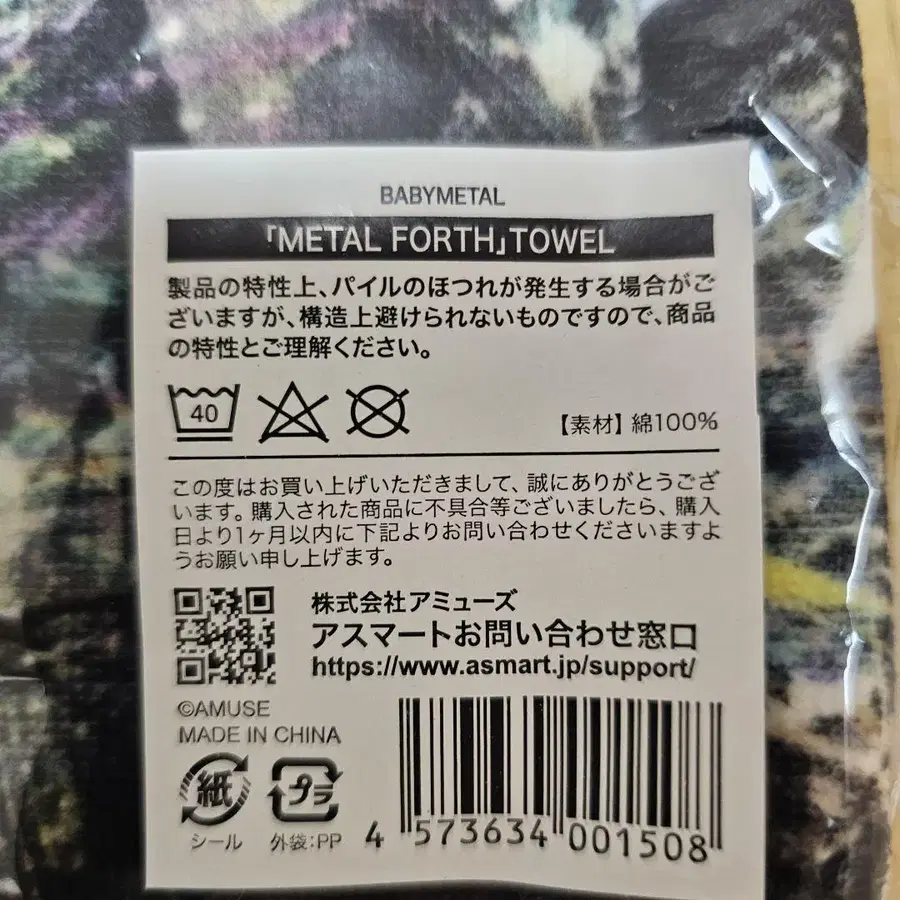 BABYMETAL
「METAL FORTH」TOWEL
製品の特性上、パイルのほつれが発生する場合がご
ざいますが、構造上避けられないものですので、商品
の特性とご理解ください。
40
【素材】綿100%
この度はお買い上げいただきまして、誠にありがとうござ
います。購入された商品に不具合等ございましたら、購入
日より1ヶ月以内に下記よりお問い合わせくださいますよ
うお願い申し上げます。
株式会社アミューズ
アスマートお問い合わせ窓口
https://www.asmart.jp/support/
©AMUSE
MADE IN CHINA
紙
プラ
シール
外袋:PP
4 573634 001508